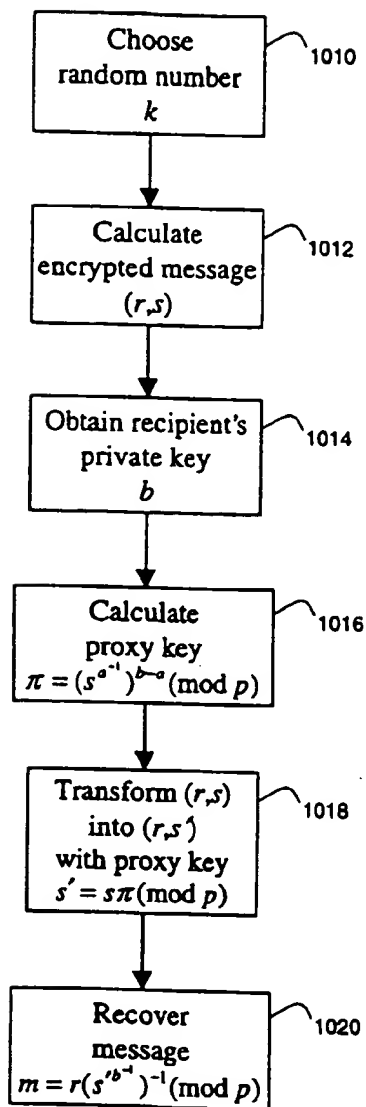 Choose
random number
k
1010
Calculate
encrypted message
(r,s)
1012
Obtain recipient's
private key
b
1014
Calculate
proxy key
π = (s^{a^{-1}})^{b-a} (mod p)
1016
Transform (r,s)
into (r,s')
with proxy key
s' = sπ (mod p)
1018
Recover
message
m = r(s'^{b^{-1}})^{-1} (mod p)
1020